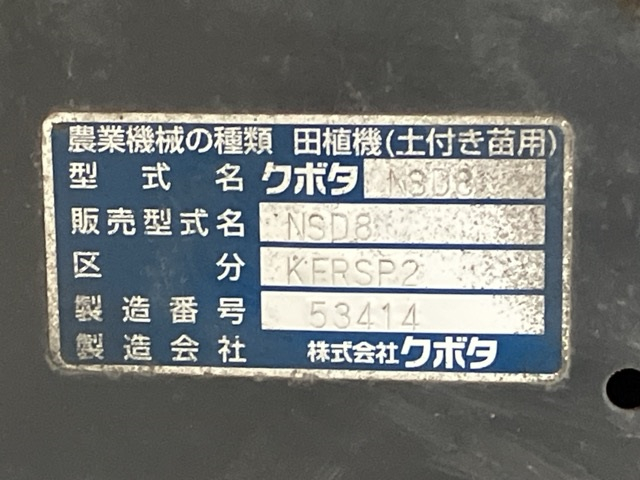 農業機械の種類 田植機(土付き苗用)
型式名 クボタ NSD8
販売型式名 NSD8
区分 KFRSP2
製造番号 53414
製造会社 株式会社クボタ